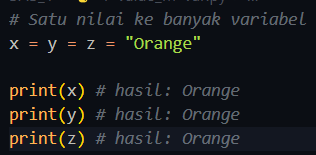 # Satu nilai ke banyak variabel
x = y = z = "Orange"
print(x) # hasil: Orange
print(y) # hasil: Orange
print(z) # hasil: Orange